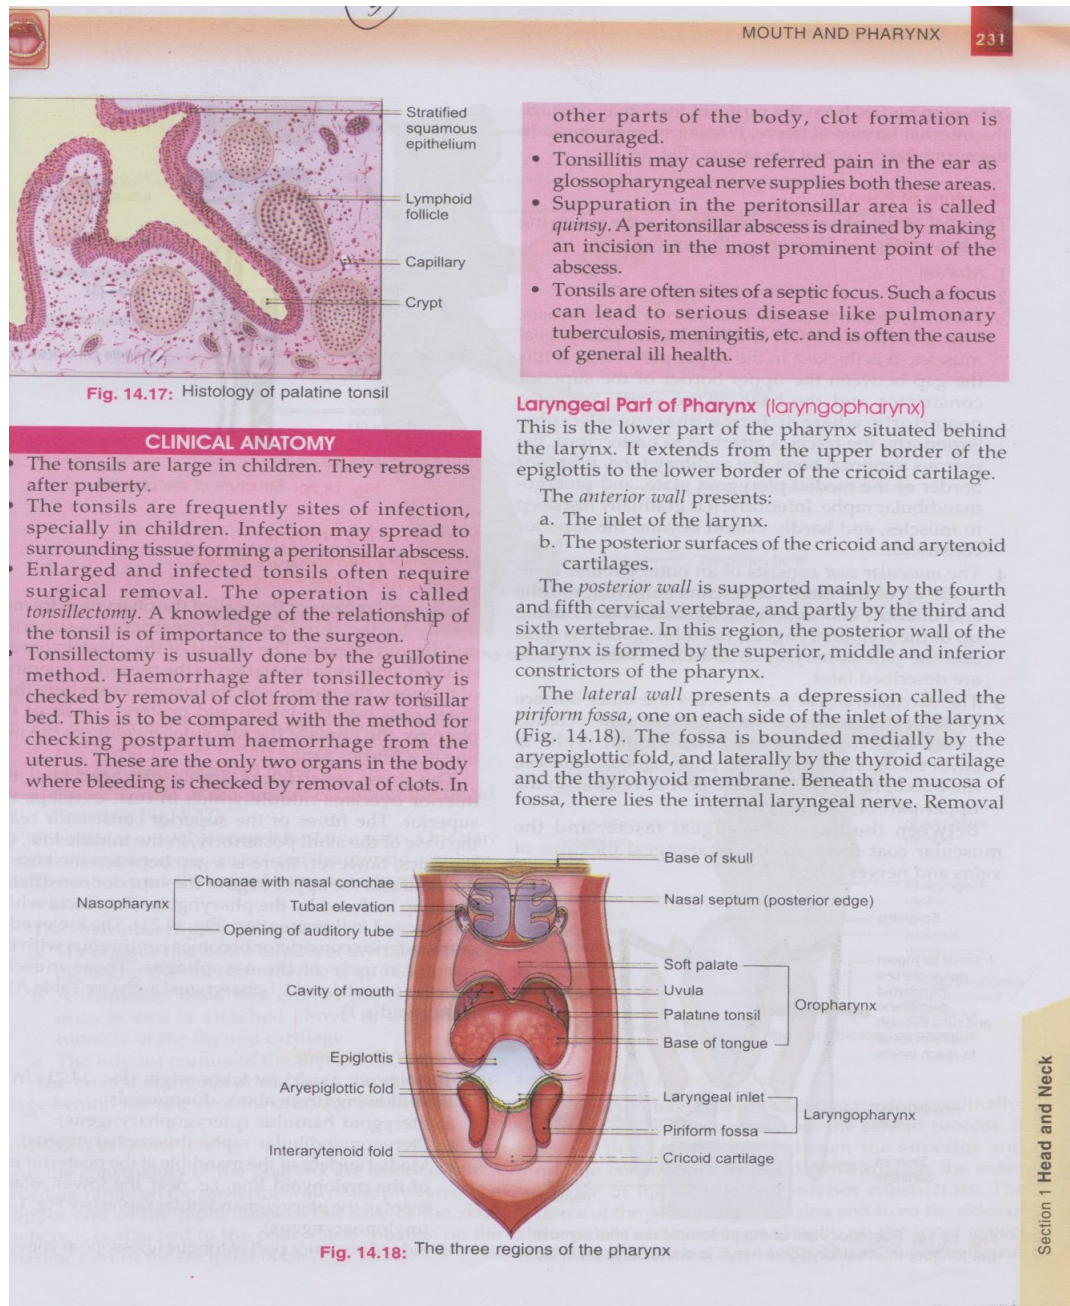 MOUTH AND PHARYNX
231
Stratified
squamous
epithelium
Lymphoid
follicle
Capillary
Crypt
Fig. 14.17: Histology of palatine tonsil
CLINICAL ANATOMY
• The tonsils are large in children. They retrogress
after puberty.
• The tonsils are frequently sites of infection,
specially in children. Infection may spread to
surrounding tissue forming a peritonsillar abscess.
• Enlarged and infected tonsils often require
surgical removal. The operation is called
tonsillectomy. A knowledge of the relationship of
the tonsil is of importance to the surgeon.
• Tonsillectomy is usually done by the guillotine
method. Haemorrhage after tonsillectomy is
checked by removal of clot from the raw tonsillar
bed. This is to be compared with the method for
checking postpartum haemorrhage from the
uterus. These are the only two organs in the body
where bleeding is checked by removal of clots. In
other parts of the body, clot formation is
encouraged.
• Tonsillitis may cause referred pain in the ear as
glossopharyngeal nerve supplies both these areas.
• Suppuration in the peritonsillar area is called
quinsy. A peritonsillar abscess is drained by making
an incision in the most prominent point of the
abscess.
• Tonsils are often sites of a septic focus. Such a focus
can lead to serious disease like pulmonary
tuberculosis, meningitis, etc. and is often the cause
of general ill health.
Laryngeal Part of Pharynx (laryngopharynx)
This is the lower part of the pharynx situated behind
the larynx. It extends from the upper border of the
epiglottis to the lower border of the cricoid cartilage.
The anterior wall presents:
a. The inlet of the larynx.
b. The posterior surfaces of the cricoid and arytenoid
cartilages.
The posterior wall is supported mainly by the fourth
and fifth cervical vertebrae, and partly by the third and
sixth vertebrae. In this region, the posterior wall of the
pharynx is formed by the superior, middle and inferior
constrictors of the pharynx.
The lateral wall presents a depression called the
piriform fossa, one on each side of the inlet of the larynx
(Fig. 14.18). The fossa is bounded medially by the
aryepiglottic fold, and laterally by the thyroid cartilage
and the thyrohyoid membrane. Beneath the mucosa of
fossa, there lies the internal laryngeal nerve. Removal
Nasopharynx
Choanae with nasal conchae
Tubal elevation
Opening of auditory tube
Cavity of mouth
Epiglottis
Aryepiglottic fold
Interarytenoid fold
Base of skull
Nasal septum (posterior edge)
Soft palate
Uvula
Palatine tonsil
Base of tongue
Oropharynx
Laryngeal inlet
Piriform fossa
Laryngopharynx
Cricoid cartilage
Fig. 14.18: The three regions of the pharynx
Section 1 Head and Neck